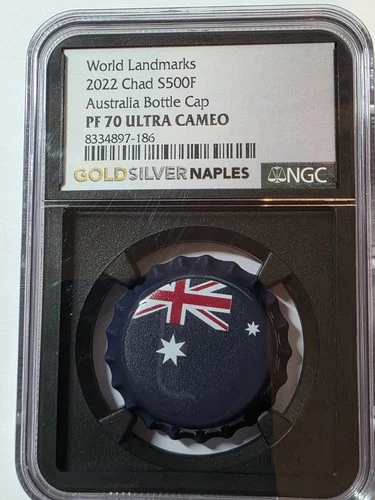 World Landmarks
2022 Chad S500F
Australia Bottle Cap
PF 70 ULTRA CAMEO
8334897-186
GOLDSILVER NAPLES
NGC